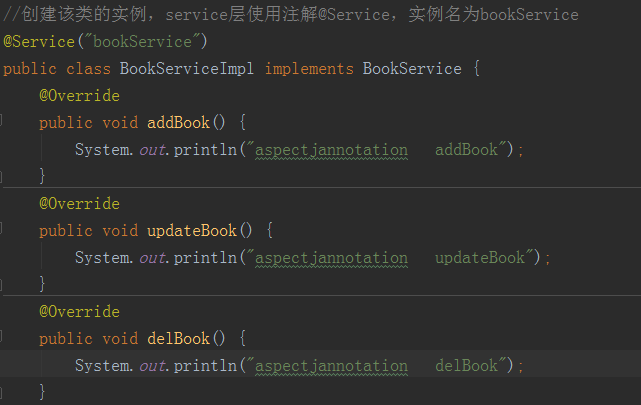 //创建该类的实例，service层使用注解@Service，实例名为bookService
@Service("bookService")
public class BookServiceImpl implements BookService {
    @Override
    public void addBook() {
        System.out.println("aspectjannotation   addBook");
    }
    @Override
    public void updateBook() {
        System.out.println("aspectjannotation   updateBook");
    }
    @Override
    public void delBook() {
        System.out.println("aspectjannotation   delBook");
    }